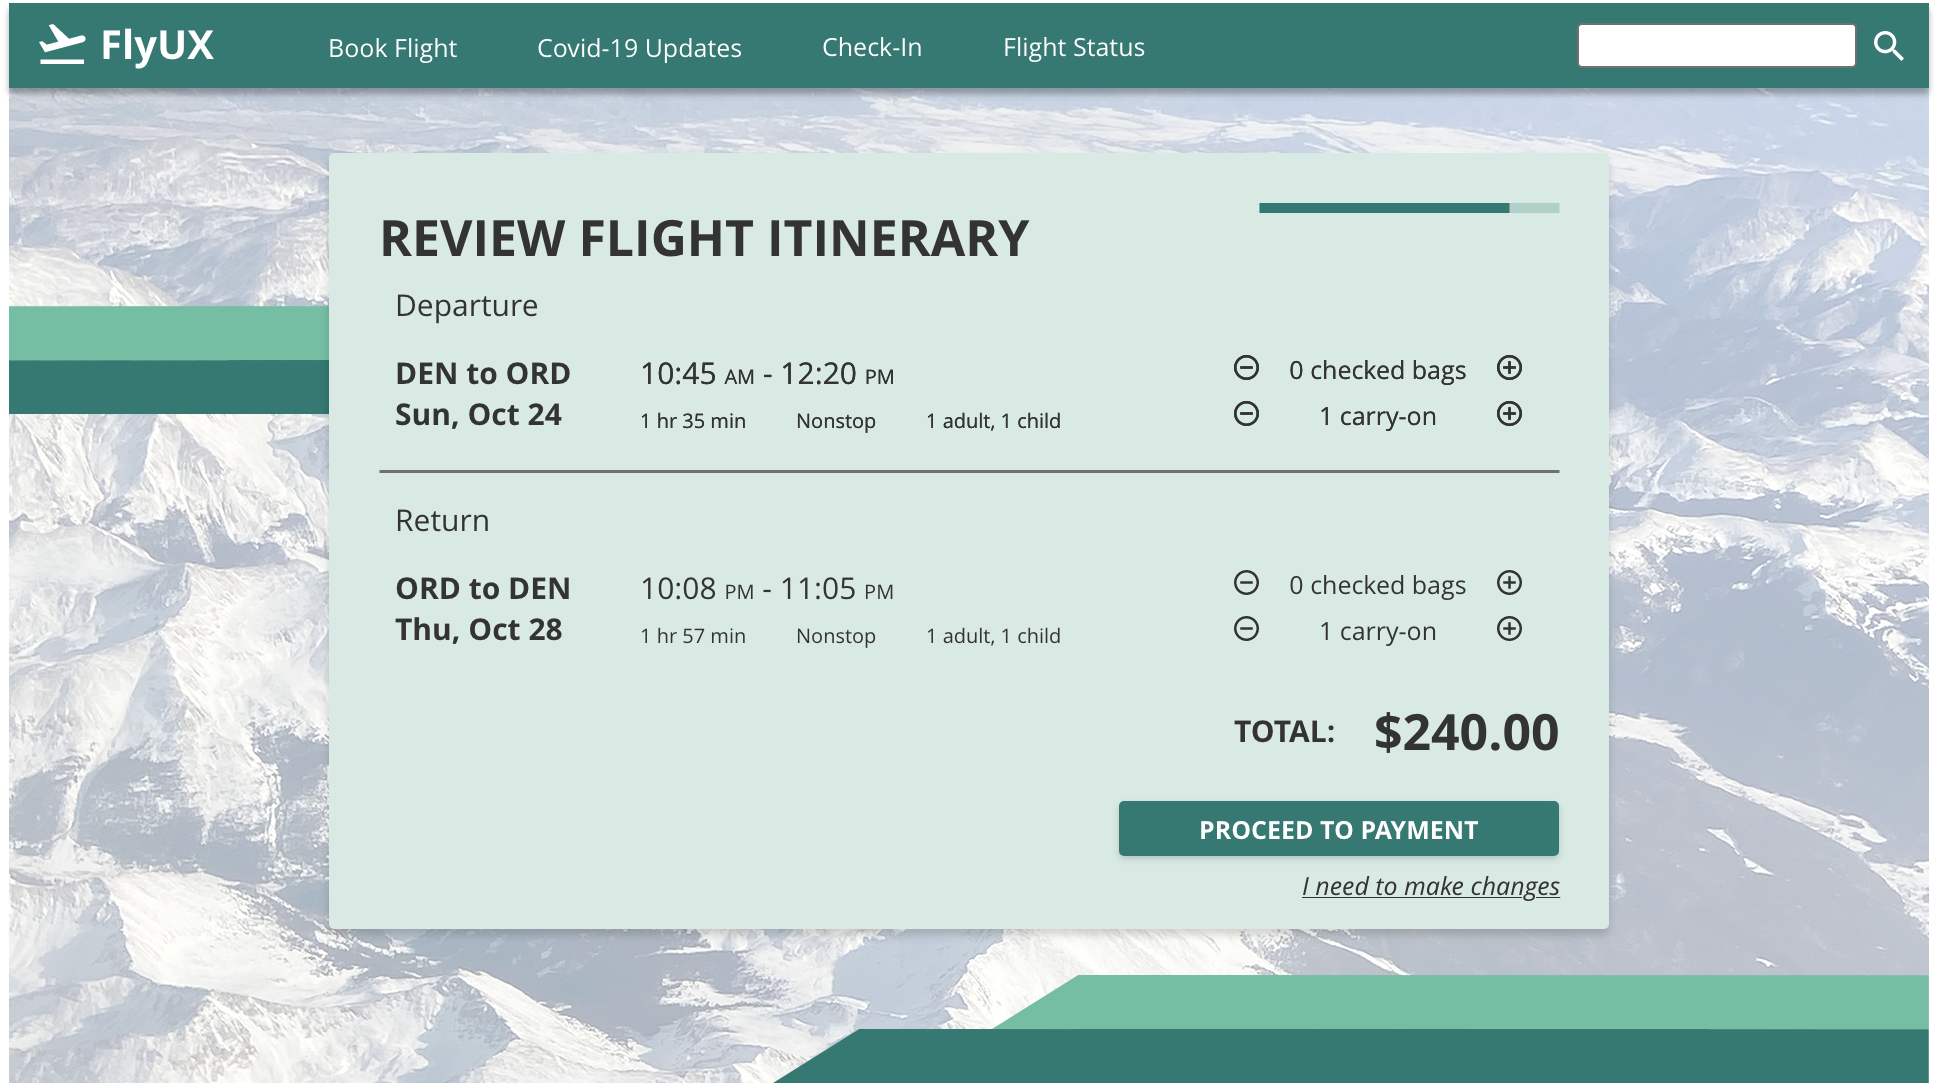 FlyUX
Book Flight
Covid-19 Updates
Check-In
Flight Status
REVIEW FLIGHT ITINERARY
Departure
DEN to ORD
Sun, Oct 24
10:45 AM - 12:20 PM
1 hr 35 min
Nonstop
1 adult, 1 child
0 checked bags
1 carry-on
Return
ORD to DEN
Thu, Oct 28
10:08 PM - 11:05 PM
1 hr 57 min
Nonstop
1 adult, 1 child
0 checked bags
1 carry-on
TOTAL: $240.00
PROCEED TO PAYMENT
I need to make changes